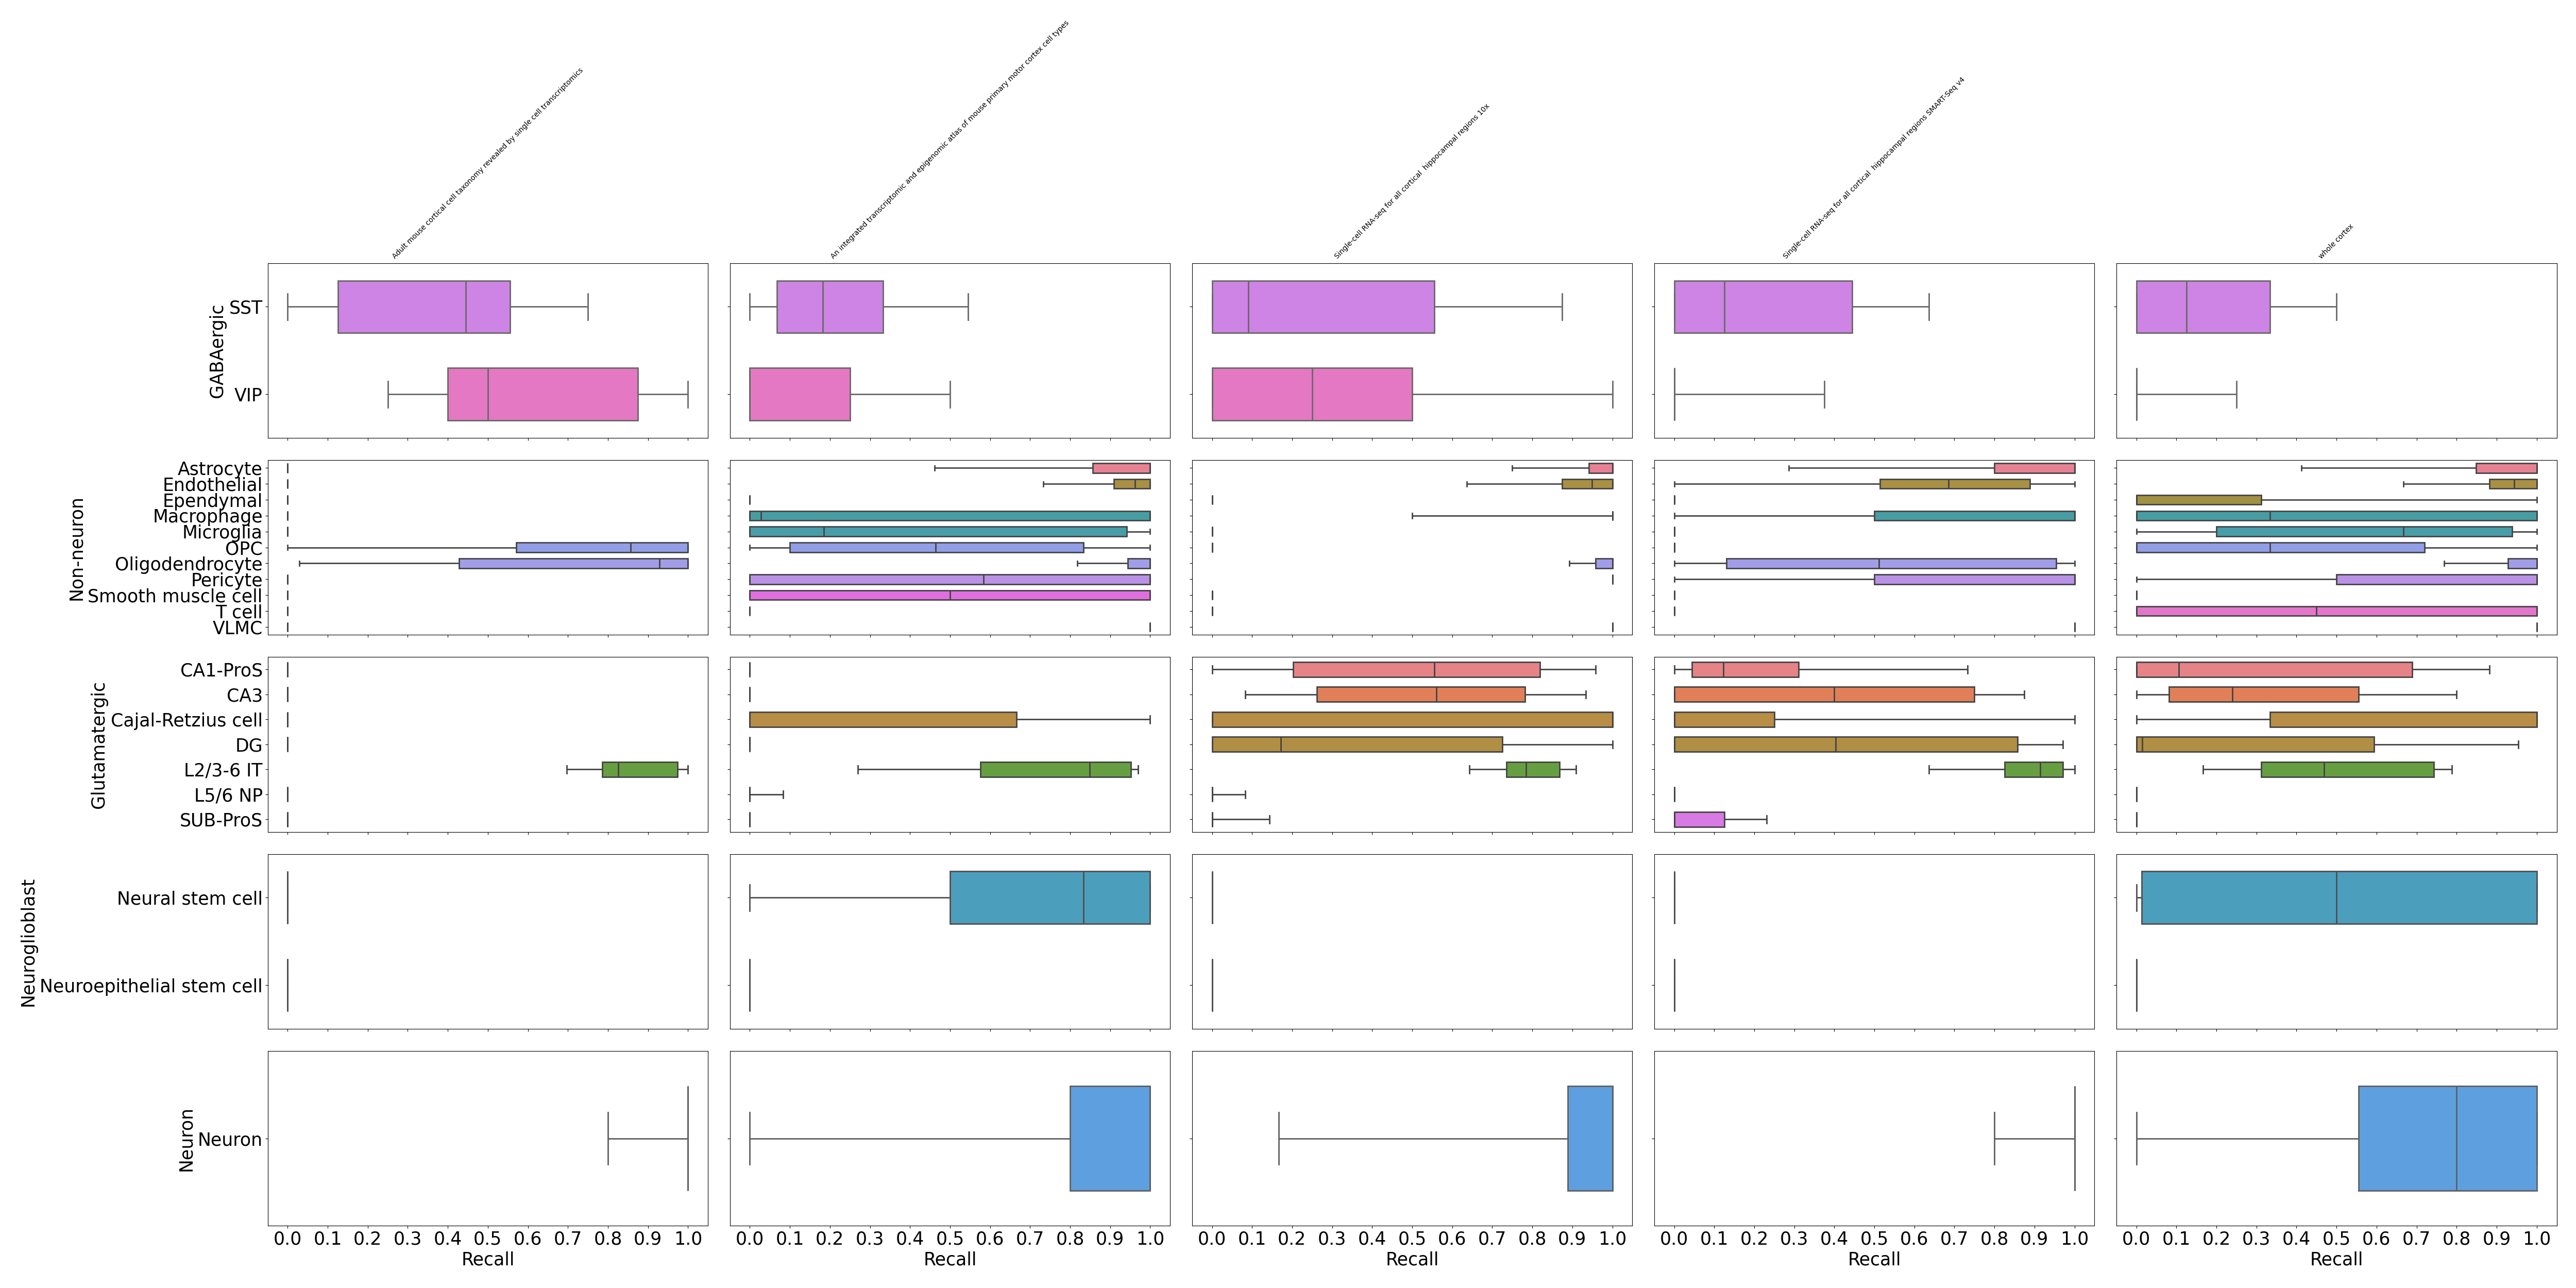 Adult mouse cortical cell taxonomy revealed by single cell transcriptomics
An integrated transcriptomic and epigenomic atlas of mouse primary motor cortex cell types
Single-cell RNA-seq for all cortical  hippocampal regions 10x
Single-cell RNA-seq for all cortical  hippocampal regions SMART-Seq v4
whole cortex
GABAergic
SST
VIP
Non-neuron
Astrocyte
Endothelial
Ependymal
Macrophage
Microglia
OPC
Oligodendrocyte
Pericyte
Smooth muscle cell
T cell
VLMC
Glutamatergic
CA1-ProS
CA3
Cajal-Retzius cell
DG
L2/3-6 IT
L5/6 NP
SUB-ProS
Neuroglioblast
Neural stem cell
Neuroepithelial stem cell
Neuron
Neuron
0.0 0.1 0.2 0.3 0.4 0.5 0.6 0.7 0.8 0.9 1.0
Recall
0.0 0.1 0.2 0.3 0.4 0.5 0.6 0.7 0.8 0.9 1.0
Recall
0.0 0.1 0.2 0.3 0.4 0.5 0.6 0.7 0.8 0.9 1.0
Recall
0.0 0.1 0.2 0.3 0.4 0.5 0.6 0.7 0.8 0.9 1.0
Recall
0.0 0.1 0.2 0.3 0.4 0.5 0.6 0.7 0.8 0.9 1.0
Recall